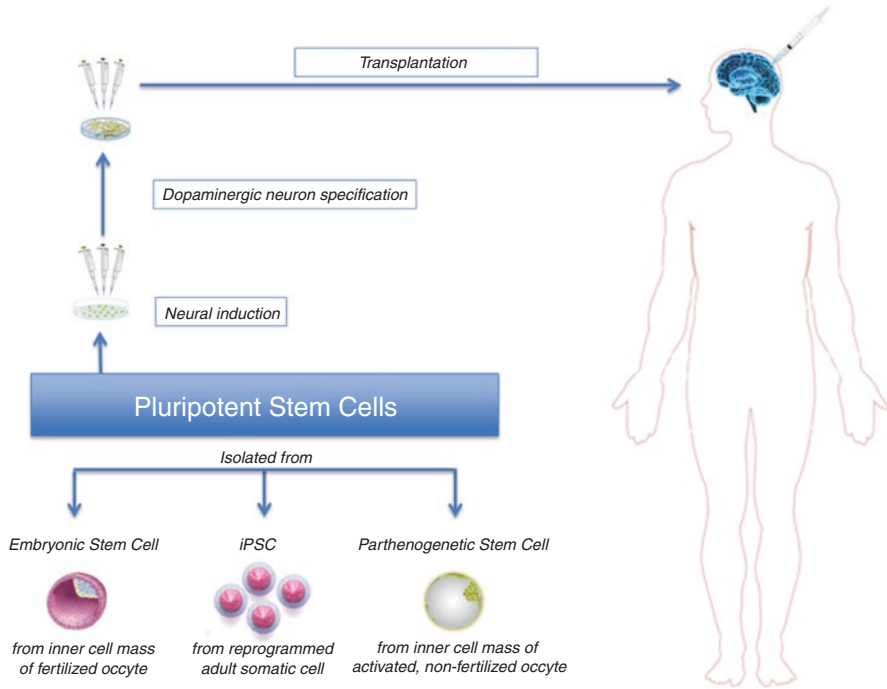 Transplantation
Dopaminergic neuron specification
Neural induction
Pluripotent Stem Cells
Isolated from
Embryonic Stem Cell
from inner cell mass
of fertilized occyte
iPSC
from reprogrammed
adult somatic cell
Parthenogenetic Stem Cell
from inner cell mass of
activated, non-fertilized occyte